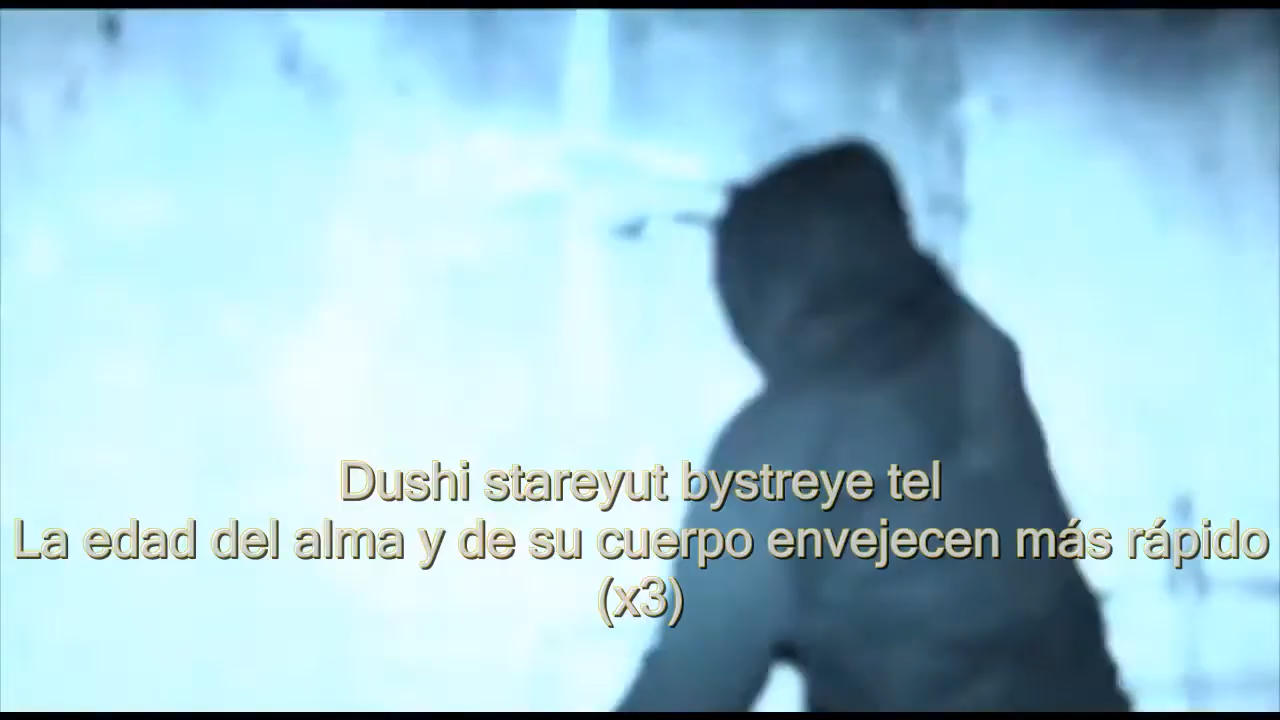 Dushi stareyut bystreye tel
La edad del alma y de su cuerpo envejecen más rápido
(x3)